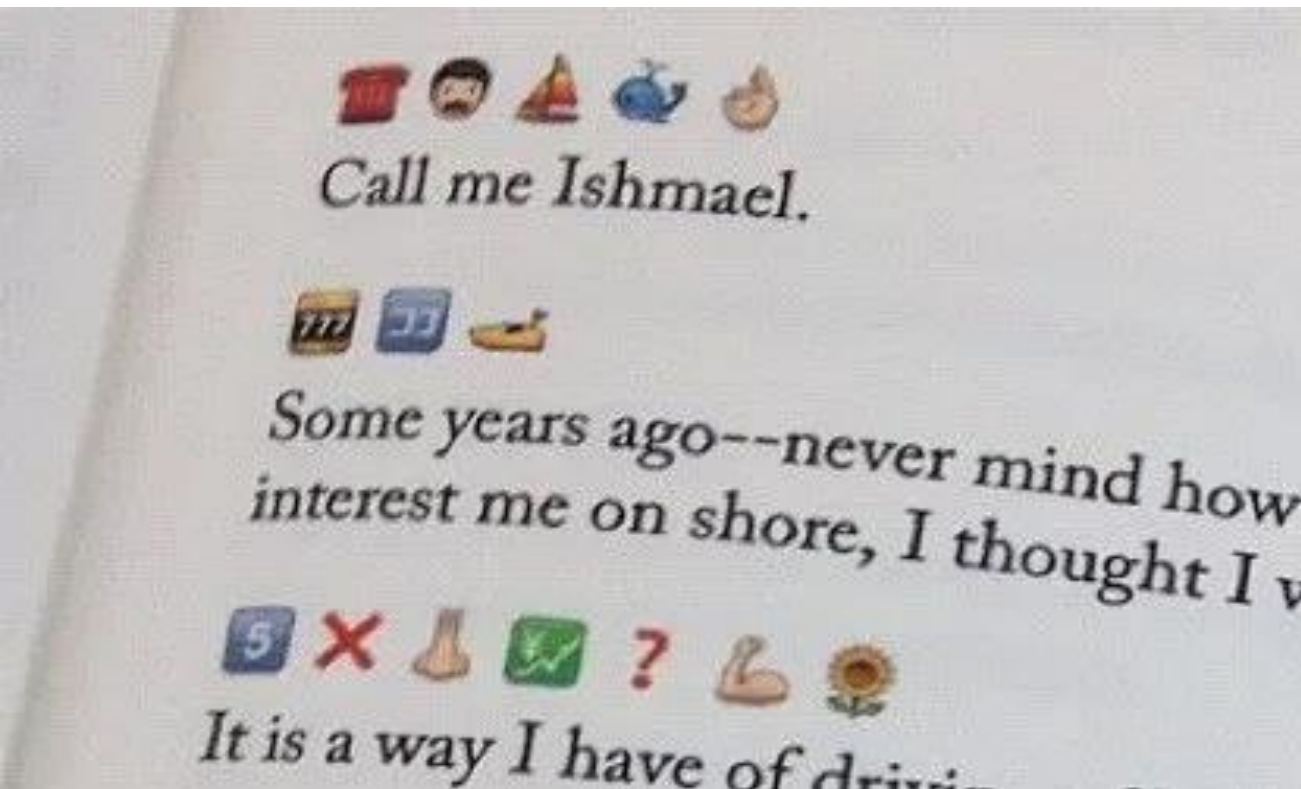 Call me Ishmael.
Some years ago--never mind how
interest me on shore, I thought I
It is a way I have of